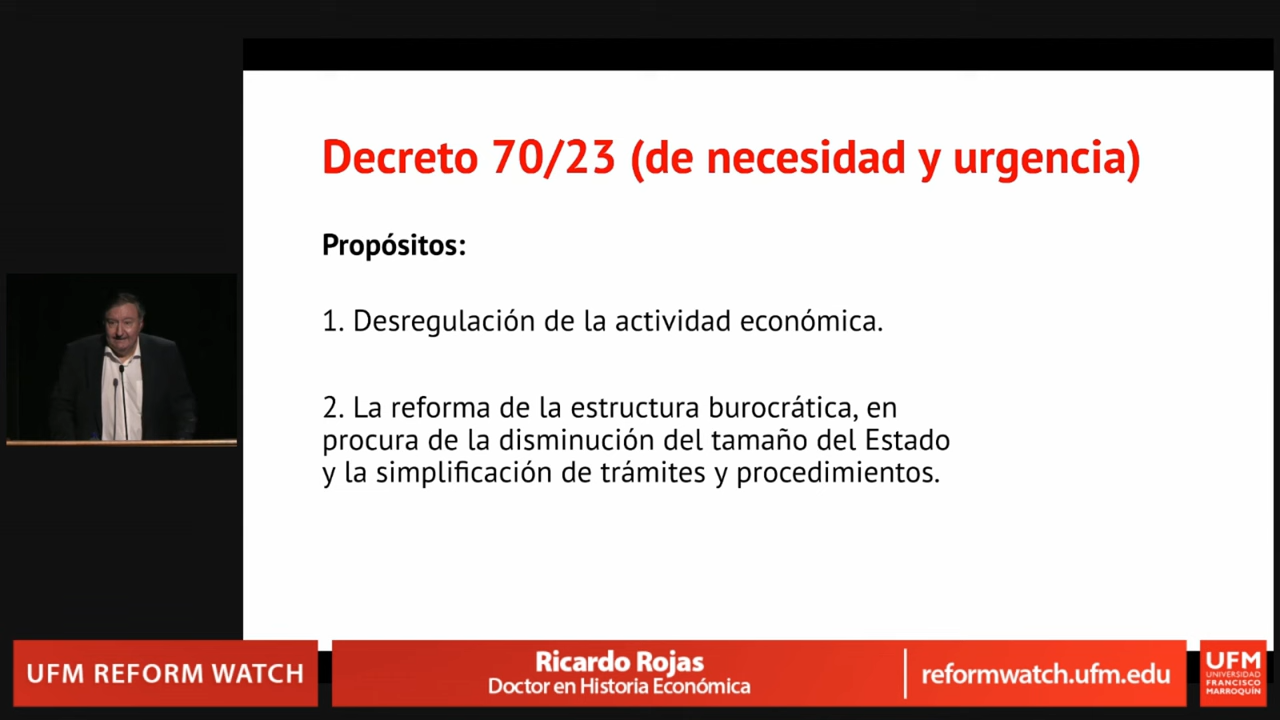 Decreto 70/23 (de necesidad y urgencia)
Propósitos:
1. Desregulación de la actividad económica.
2. La reforma de la estructura burocrática, en
procura de la disminución del tamaño del Estado
y la simplificación de trámites y procedimientos.
UFM REFORM WATCH
Ricardo Rojas
Doctor en Historia Económica
reformwatch.ufm.edu
UFM
UNIVERSIDAD
FRANCISCO
MARROQUÍN